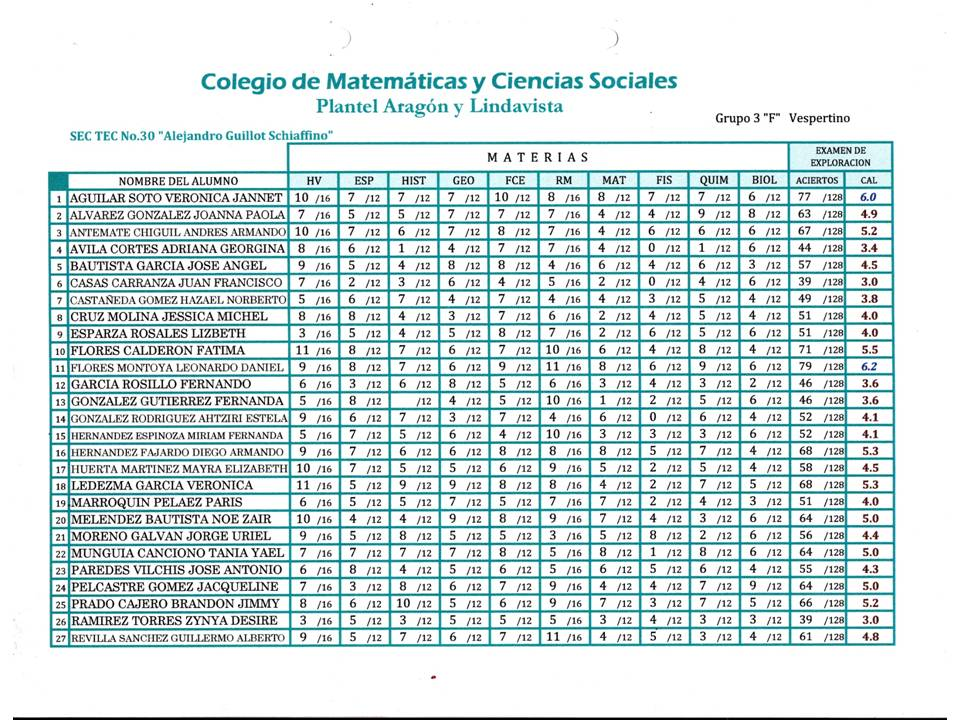 Colegio de Matemáticas y Ciencias Sociales
Plantel Aragón y Lindavista
Grupo 3 "F" Vespertino
SEC TEC No.30 "Alejandro Guillot Schiaffino"
MATERIAS EXAMEN DE EXPLORACION
NOMBRE DEL ALUMNO HV ESP HIST GEO FCE RM MAT FIS QUIM BIOL ACIERTOS CAL
1 AGUILAR SOTO VERONICA JANNET 10 /16 7 /12 7 /12 7 /12 10 /12 8 /16 8 /12 7 /12 7 /12 6 /12 77 /128 6.0
2 ALVAREZ GONZALEZ JOANNA PAOLA 7 /16 5 /12 5 /12 7 /12 7 /12 7 /16 4 /12 4 /12 9 /12 8 /12 63 /128 4.9
3 ANTEMATE CHIGUIL ANDRES ARMANDO 10 /16 7 /12 6 /12 7 /12 8 /12 7 /16 4 /12 6 /12 6 /12 6 /12 67 /128 5.2
4 AVILA CORTES ADRIANA GEORGINA 8 /16 6 /12 1 /12 4 /12 7 /12 7 /16 4 /12 0 /12 1 /12 6 /12 44 /128 3.4
5 BAUTISTA GARCIA JOSE ANGEL 9 /16 5 /12 4 /12 8 /12 8 /12 4 /16 6 /12 4 /12 6 /12 3 /12 57 /128 4.5
6 CASAS CARRANZA JUAN FRANCISCO 7 /16 2 /12 3 /12 6 /12 4 /12 5 /16 2 /12 0 /12 4 /12 6 /12 39 /128 3.0
7 CASTAÑEDA GOMEZ HAZAEL NORBERTO 5 /16 6 /12 7 /12 4 /12 7 /12 4 /16 4 /12 3 /12 5 /12 4 /12 49 /128 3.8
8 CRUZ MOLINA JESSICA MICHEL 8 /16 8 /12 4 /12 3 /12 7 /12 6 /16 2 /12 4 /12 5 /12 4 /12 51 /128 4.0
9 ESPARZA ROSALES LIZBETH 3 /16 5 /12 4 /12 5 /12 8 /12 7 /16 2 /12 6 /12 5 /12 6 /12 51 /128 4.0
10 FLORES CALDERON FATIMA 11 /16 8 /12 7 /12 6 /12 7 /12 10 /16 6 /12 4 /12 8 /12 4 /12 71 /128 5.5
11 FLORES MONTOYA LEONARDO DANIEL 9 /16 8 /12 7 /12 6 /12 9 /12 11 /16 8 /12 6 /12 9 /12 6 /12 79 /128 6.2
12 GARCIA ROSILLO FERNANDO 6 /16 3 /12 6 /12 8 /12 5 /12 6 /16 3 /12 4 /12 3 /12 2 /12 46 /128 3.6
13 GONZALEZ GUTIERREZ FERNANDA 5 /16 8 /12 /12 4 /12 5 /12 10 /16 1 /12 2 /12 5 /12 6 /12 46 /128 3.6
14 GONZALEZ RODRIGUEZ AHTZIRI ESTELA 9 /16 6 /12 7 /12 3 /12 7 /12 4 /16 6 /12 0 /12 6 /12 4 /12 52 /128 4.1
15 HERNANDEZ ESPINOZA MIRIAM FERNANDA 5 /16 7 /12 5 /12 6 /12 4 /12 10 /16 3 /12 3 /12 3 /12 6 /12 52 /128 4.1
16 HERNANDEZ FAJARDO DIEGO ARMANDO 9 /16 7 /12 6 /12 6 /12 8 /12 8 /16 8 /12 5 /12 7 /12 4 /12 68 /128 5.3
17 HUERTA MARTINEZ MAYRA ELIZABETH 10 /16 7 /12 5 /12 5 /12 6 /12 9 /16 5 /12 2 /12 5 /12 4 /12 58 /128 4.5
18 LEDEZMA GARCIA VERONICA 11 /16 5 /12 9 /12 9 /12 8 /12 8 /16 4 /12 2 /12 7 /12 5 /12 68 /128 5.3
19 MARROQUIN PELAEZ PARIS 6 /16 5 /12 5 /12 7 /12 5 /12 7 /16 7 /12 2 /12 4 /12 3 /12 51 /128 4.0
20 MELENDEZ BAUTISTA NOE ZAIR 10 /16 4 /12 4 /12 9 /12 8 /12 9 /16 7 /12 4 /12 3 /12 6 /12 64 /128 5.0
21 MORENO GALVAN JORGE URIEL 9 /16 5 /12 8 /12 5 /12 5 /12 3 /16 5 /12 8 /12 2 /12 6 /12 56 /128 4.4
22 MUNGUIA CANCIONO TANIA YAEL 7 /16 7 /12 7 /12 7 /12 8 /12 5 /16 8 /12 1 /12 8 /12 6 /12 64 /128 5.0
23 PAREDES VILCHIS JOSE ANTONIO 6 /16 8 /12 4 /12 5 /12 6 /12 5 /16 5 /12 6 /12 6 /12 4 /12 55 /128 4.3
24 PELCASTRE GOMEZ JACQUELINE 7 /16 3 /12 8 /12 6 /12 7 /12 9 /16 4 /12 4 /12 7 /12 9 /12 64 /128 5.0
25 PRADO CAJERO BRANDON JIMMY 8 /16 6 /12 10 /12 5 /12 6 /12 9 /16 7 /12 3 /12 7 /12 5 /12 66 /128 5.2
26 RAMIREZ TORRES ZYNYA DESIRE 3 /16 5 /12 3 /12 5 /12 5 /12 5 /16 3 /12 4 /12 3 /12 3 /12 39 /128 3.0
27 REVILLA SANCHEZ GUILLERMO ALBERTO 9 /16 5 /12 7 /12 6 /12 7 /12 11 /16 4 /12 5 /12 3 /12 4 /12 61 /128 4.8